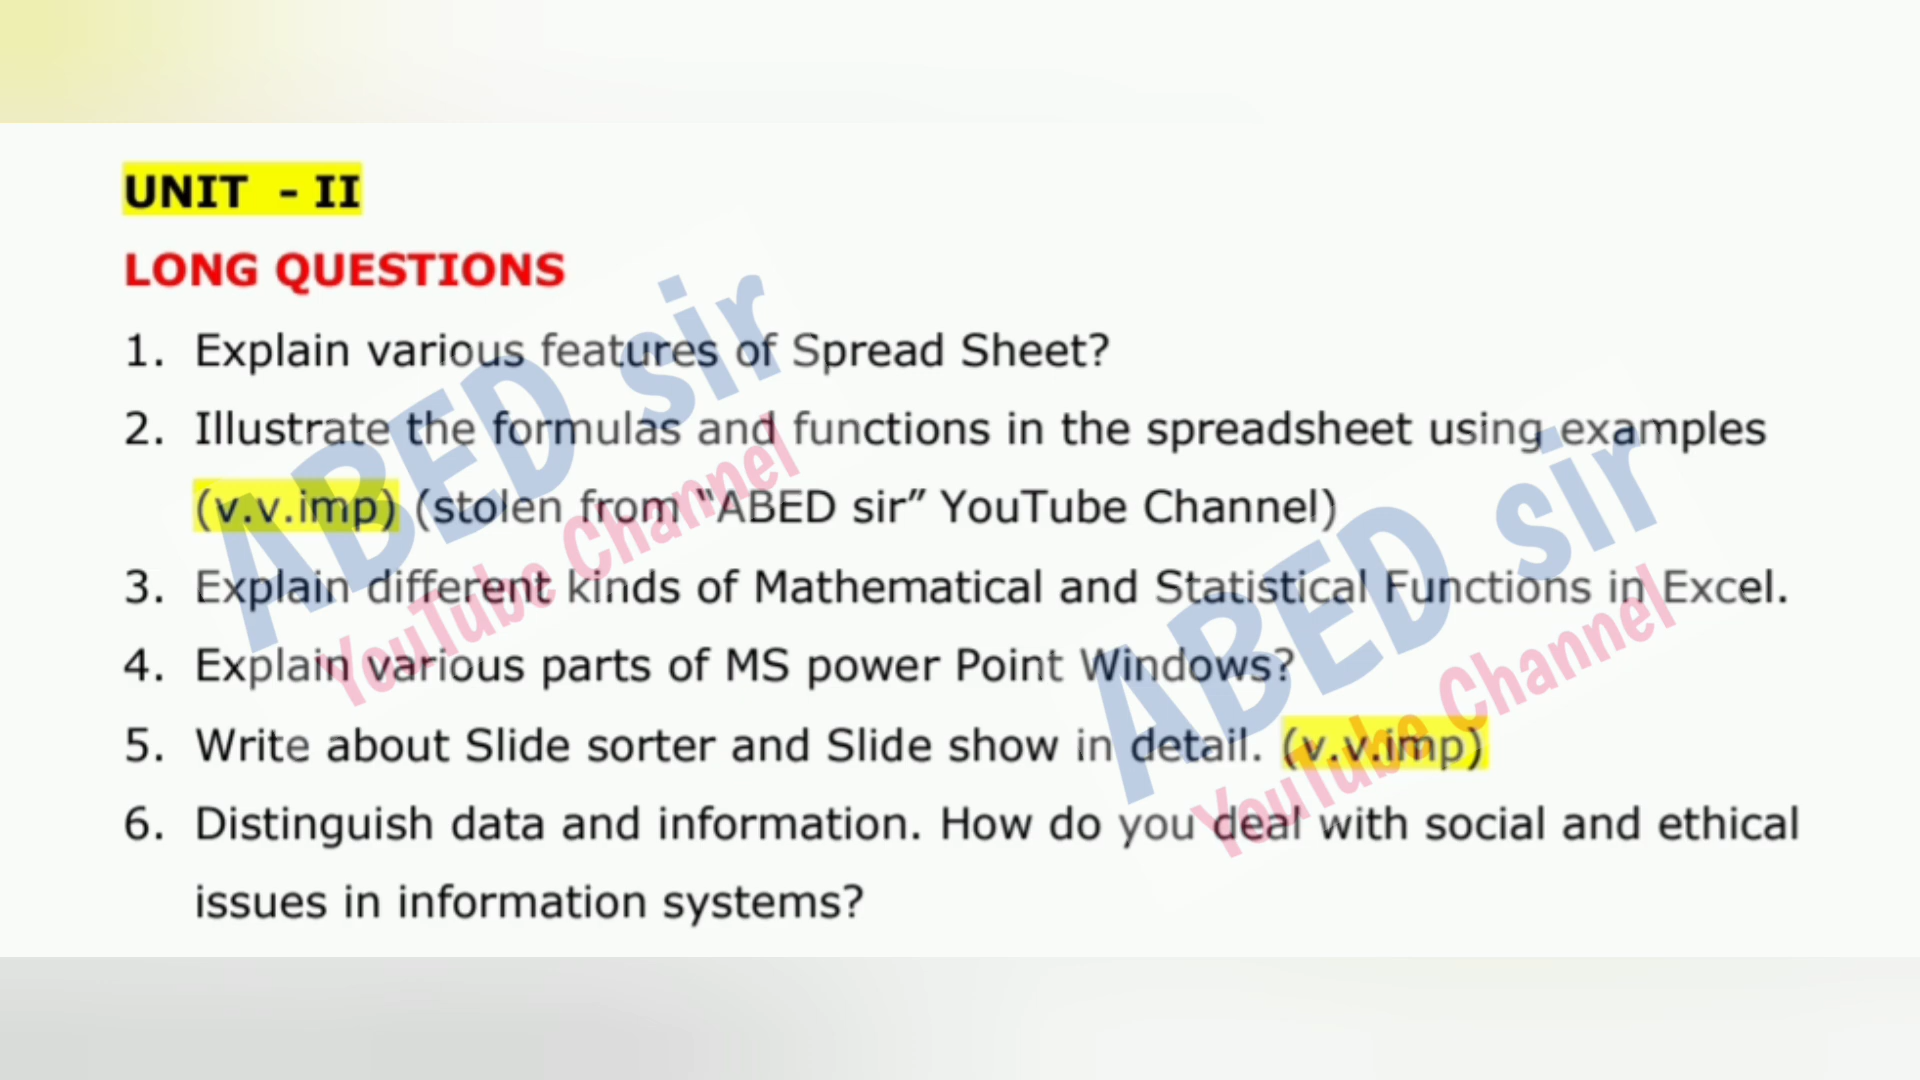 UNIT - II
LONG QUESTIONS
1. Explain various features of Spread Sheet?
2. Illustrate the formulas and functions in the spreadsheet using examples
(v.v.imp) (stolen from “ABED sir” YouTube Channel)
3. Explain different kinds of Mathematical and Statistical Functions in Excel.
4. Explain various parts of MS power Point Windows?
5. Write about Slide sorter and Slide show in detail. (v.v.imp)
6. Distinguish data and information. How do you deal with social and ethical
issues in information systems?
ABED sir
YouTube Channel
ABED sir
YouTube Channel